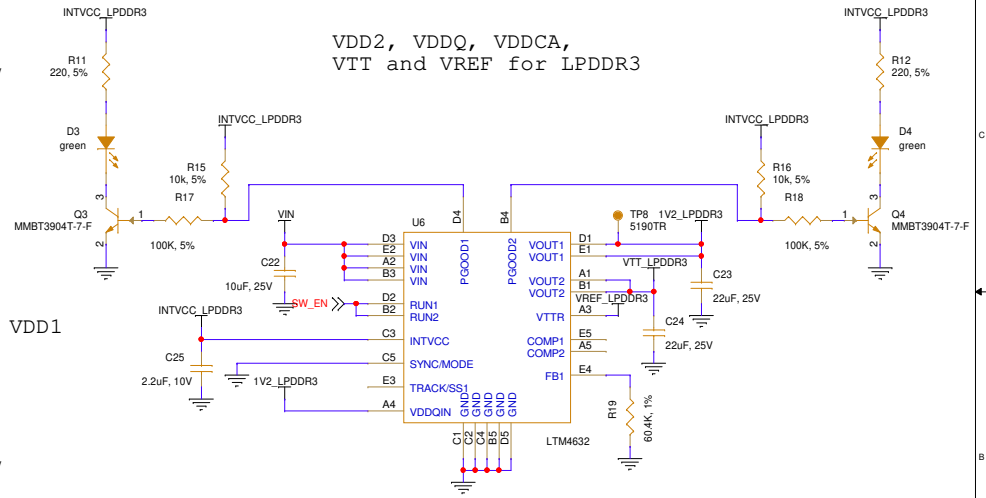 INTVCC_LPDDR3
INTVCC_LPDDR3
VDD2, VDDQ, VDDCA,
VTT and VREF for LPDDR3
R11
220, 5%
R12
220, 5%
D3
green
INTVCC_LPDDR3
INTVCC_LPDDR3
D4
green
C
R15
10k, 5%
R16
10k, 5%
R17
R18
3
Q3
MMBT3904T-7-F
1
2
100K, 5%
3
Q4
MMBT3904T-7-F
1
2
100K, 5%
VIN
U6
D4
B4
TP8
5190TR
1V2_LPDDR3
PGOOD1
PGOOD2
D3
VIN
E2
VIN
A2
VIN
B3
VIN
D1
VOUT1
E1
VOUT1
C22
10uF, 25V
VTT_LPDDR3
A1
VOUT2
B1
VOUT2
C23
22uF, 25V
SW_EN
D2
RUN1
B2
RUN2
VREF_LPDDR3
A3
VTTR
INTVCC_LPDDR3
VDD1
C3
INTVCC
E5
COMP1
A5
COMP2
C24
22uF, 25V
C25
2.2uF, 10V
C5
SYNC/MODE
E4
FB1
1V2_LPDDR3
E3
TRACK/SS1
A4
VDDQIN
R19
60.4K, 1%
GND
GND
GND
GND
GND
C1
C2
C4
B5
D5
LTM4632
B